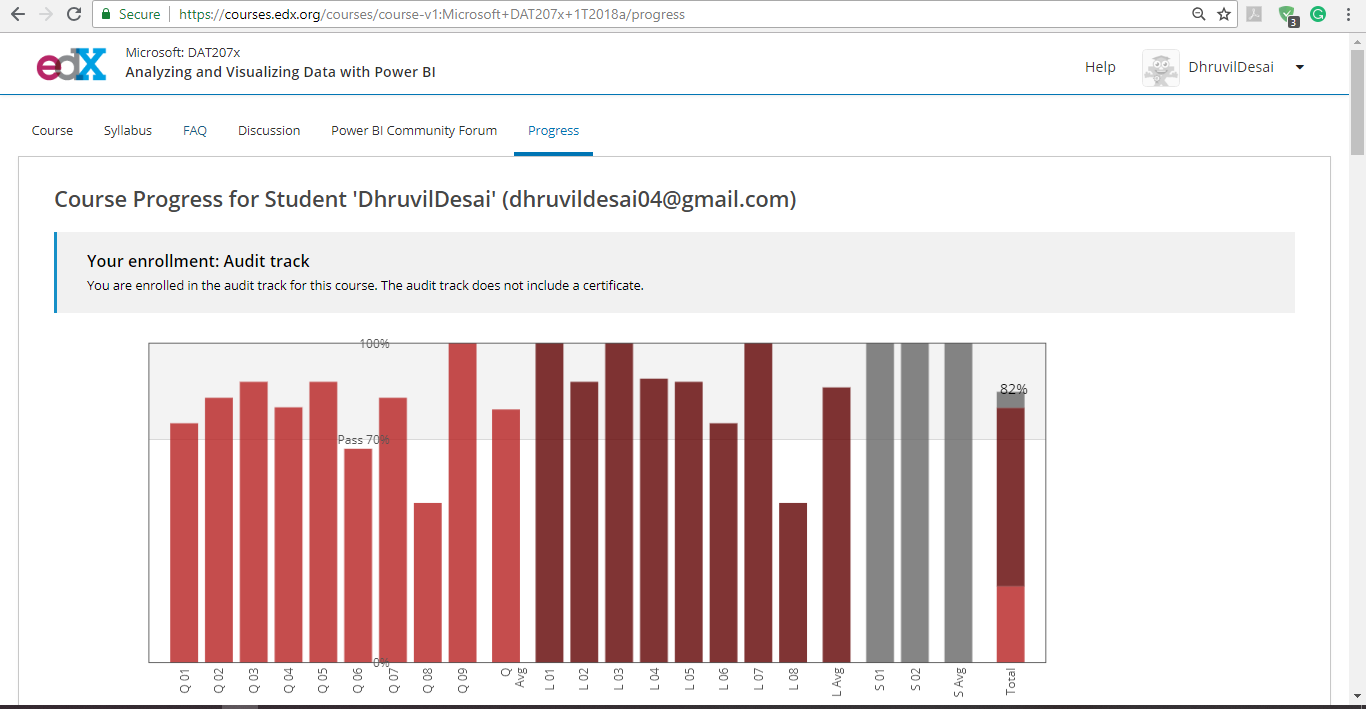 Secure https://courses.edx.org/courses/course-v1:Microsoft+DAT207x+1T2018a/progress
3
edX
Microsoft: DAT207x
Analyzing and Visualizing Data with Power BI
Help DhruvilDesai
Course Syllabus FAQ Discussion Power BI Community Forum Progress
Course Progress for Student 'DhruvilDesai' (dhruvildesai04@gmail.com)
Your enrollment: Audit track
You are enrolled in the audit track for this course. The audit track does not include a certificate.
100%
82%
Pass 70%
0%
Q 01 Q 02 Q 03 Q 04 Q 05 Q 06 Q 07 Q 08 Q 09 Q Avg L 01 L 02 L 03 L 04 L 05 L 06 L 07 L 08 L Avg S 01 S 02 S Avg Total